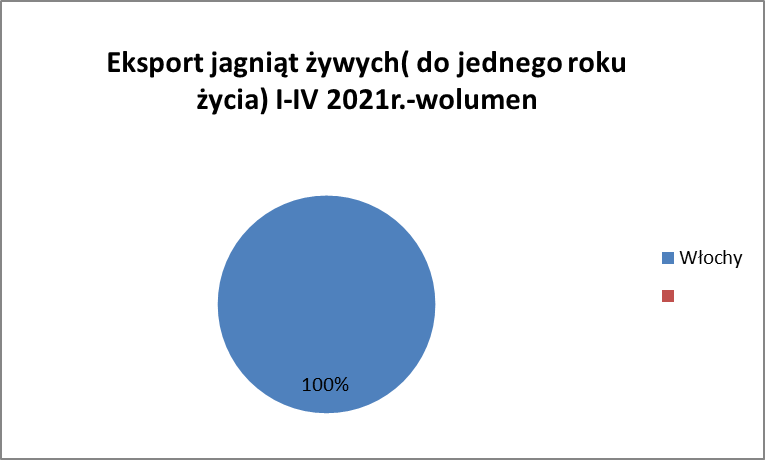 Eksport jagniąt żywych( do jednego roku
życia) I-IV 2021r.-wolumen
Włochy
100%